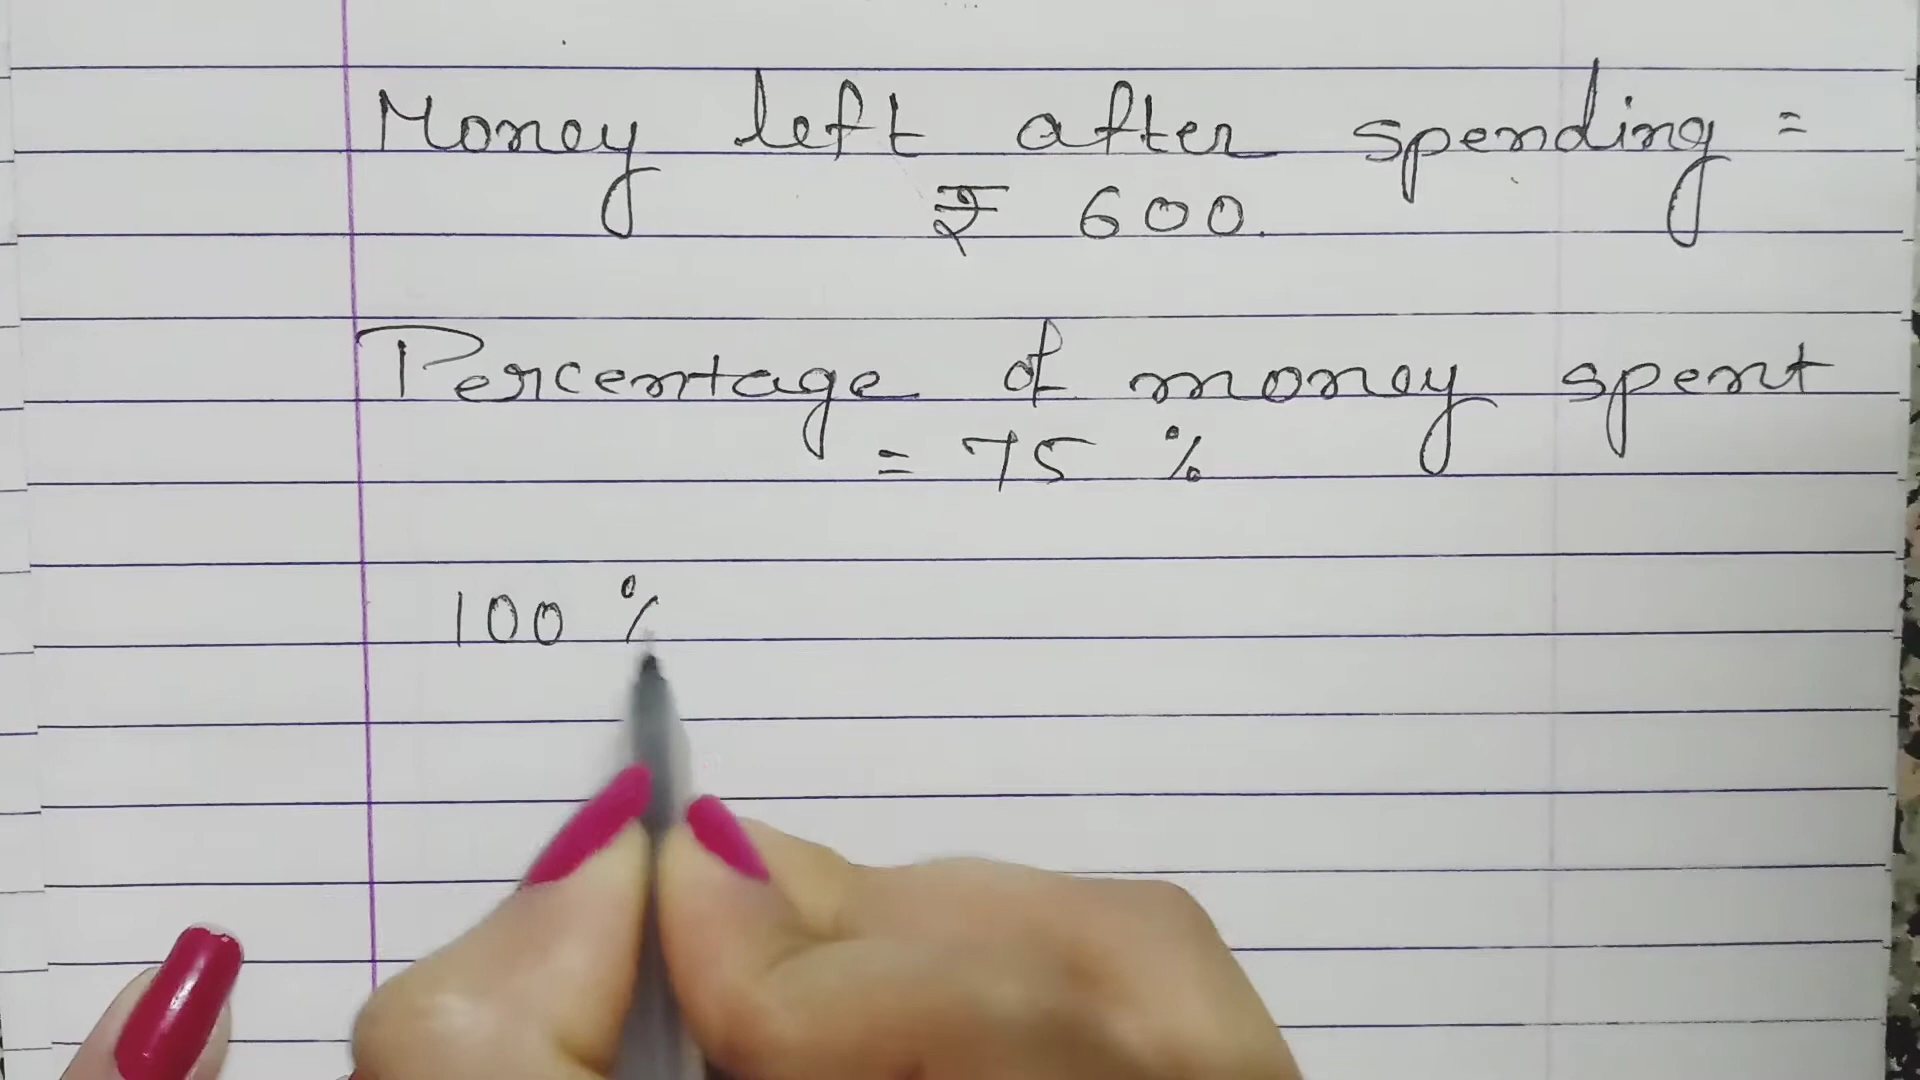 Money left after spending =
₹ 600.
Percentage of money spent
= 75 %
100 %